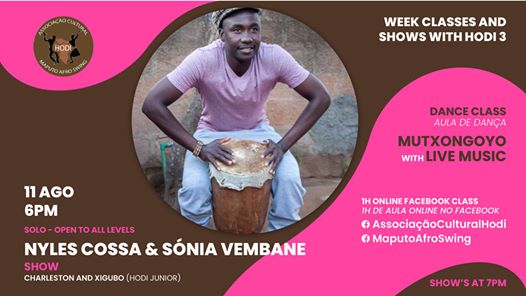 ASSOCIAÇÃO CULTURAL
HODI
MAPUTO AFRO SWING
WEEK CLASSES AND
SHOWS WITH HODI 3
DANCE CLASS
AULA DE DANÇA
MUTXONGOYO
WITH LIVE MUSIC
11 AGO
6PM
SOLO - OPEN TO ALL LEVELS
NYLES COSSA & SÓNIA VEMBANE
SHOW
CHARLESTON AND XIGUBO (HODI JUNIOR)
1H ONLINE FACEBOOK CLASS
1H DE AULA ONLINE NO FACEBOOK
AssociaçãoCulturalHodi
MaputoAfroSwing
SHOW'S AT 7PM